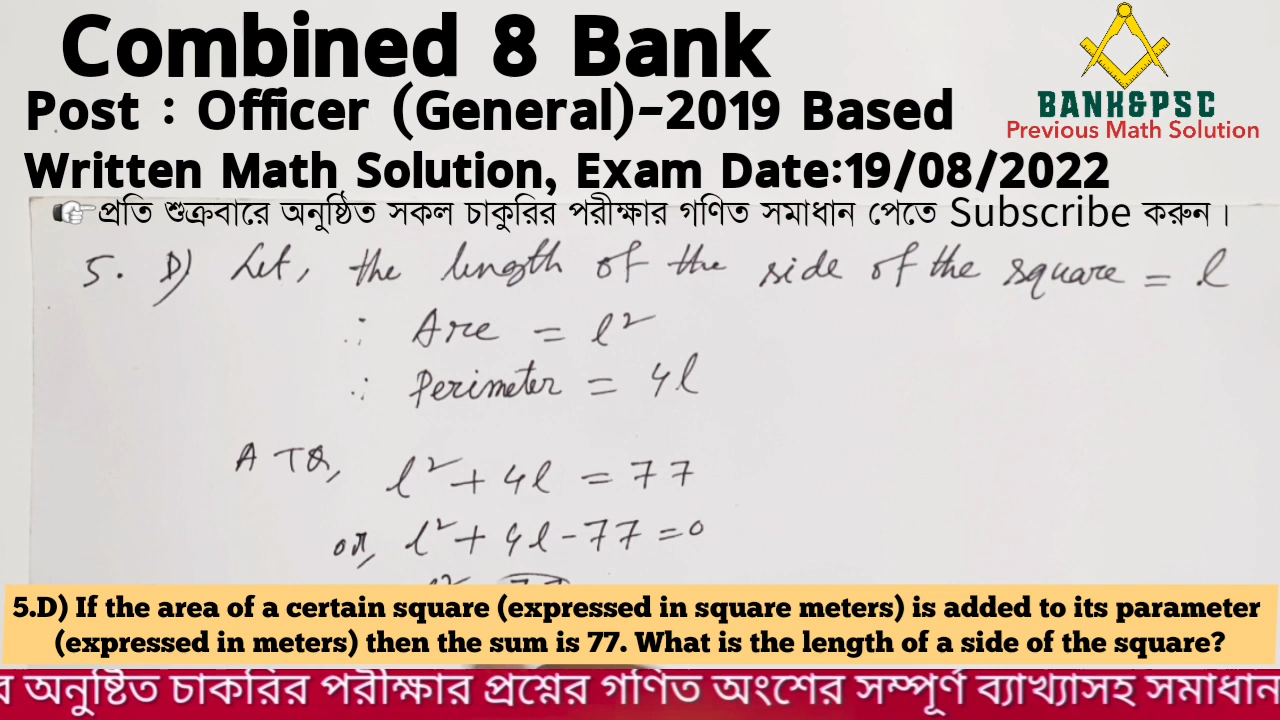 Combined 8 Bank
BANK&PSC
Previous Math Solution
Post : Officer (General)-2019 Based
Written Math Solution, Exam Date:19/08/2022
প্রতি শুক্রবারে অনুষ্ঠিত সকল চাকুরির পরীক্ষার গণিত সমাধান পেতে Subscribe করুন।
5. D) Let, the length of the side of the square = l
∴ Are = l²
∴ Perimeter = 4l
ATQ, l² + 4l = 77
or, l² + 4l - 77 = 0
5.D) If the area of a certain square (expressed in square meters) is added to its parameter
(expressed in meters) then the sum is 77. What is the length of a side of the square?
অনুষ্টিত চাকরির পরীক্ষার প্রশ্নের গণিত অংশের সম্পূর্ণ ব্যাখ্যাসহ সমাধান